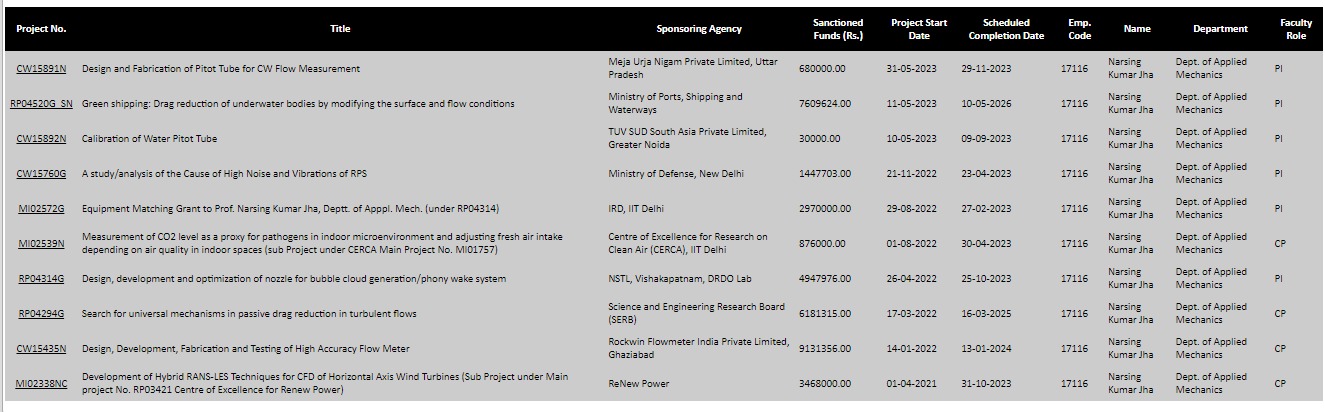 Project No. Title Sponsoring Agency Sanctioned Funds (Rs.) Project Start Date Scheduled Completion Date Emp. Code Name Department Faculty Role
CW15891N Design and Fabrication of Pitot Tube for CW Flow Measurement Meja Urja Nigam Private Limited, Uttar Pradesh 680000.00 31-05-2023 29-11-2023 17116 Narsing Kumar Jha Dept. of Applied Mechanics PI
RP04520G_SN Green shipping: Drag reduction of underwater bodies by modifying the surface and flow conditions Ministry of Ports, Shipping and Waterways 7609624.00 11-05-2023 10-05-2026 17116 Narsing Kumar Jha Dept. of Applied Mechanics PI
CW15892N Calibration of Water Pitot Tube TUV SUD South Asia Private Limited, Greater Noida 30000.00 10-05-2023 09-09-2023 17116 Narsing Kumar Jha Dept. of Applied Mechanics PI
CW15760G A study/analysis of the Cause of High Noise and Vibrations of RPS Ministry of Defense, New Delhi 1447703.00 21-11-2022 23-04-2023 17116 Narsing Kumar Jha Dept. of Applied Mechanics PI
MI02572G Equipment Matching Grant to Prof. Narsing Kumar Jha, Deptt. of Apppl. Mech. (under RP04314) IRD, IIT Delhi 2970000.00 29-08-2022 27-02-2023 17116 Narsing Kumar Jha Dept. of Applied Mechanics PI
MI02539N Measurement of CO2 level as a proxy for pathogens in indoor microenvironment and adjusting fresh air intake depending on air quality in indoor spaces (sub Project under CERCA Main Project No. MI01757) Centre of Excellence for Research on Clean Air (CERCA), IIT Delhi 876000.00 01-08-2022 30-04-2023 17116 Narsing Kumar Jha Dept. of Applied Mechanics CP
RP04314G Design, development and optimization of nozzle for bubble cloud generation/phony wake system NSTL, Vishakapatnam, DRDO Lab 4947976.00 26-04-2022 25-10-2023 17116 Narsing Kumar Jha Dept. of Applied Mechanics PI
RP04294G Search for universal mechanisms in passive drag reduction in turbulent flows Science and Engineering Research Board (SERB) 6181315.00 17-03-2022 16-03-2025 17116 Narsing Kumar Jha Dept. of Applied Mechanics CP
CW15435N Design, Development, Fabrication and Testing of High Accuracy Flow Meter Rockwin Flowmeter India Private Limited, Ghaziabad 9131356.00 14-01-2022 13-01-2024 17116 Narsing Kumar Jha Dept. of Applied Mechanics CP
MI02338NC Development of Hybrid RANS-LES Techniques for CFD of Horizontal Axis Wind Turbines (Sub Project under Main project No. RP03421 Centre of Excellence for Renew Power) ReNew Power 3468000.00 01-04-2021 31-10-2023 17116 Narsing Kumar Jha Dept. of Applied Mechanics CP